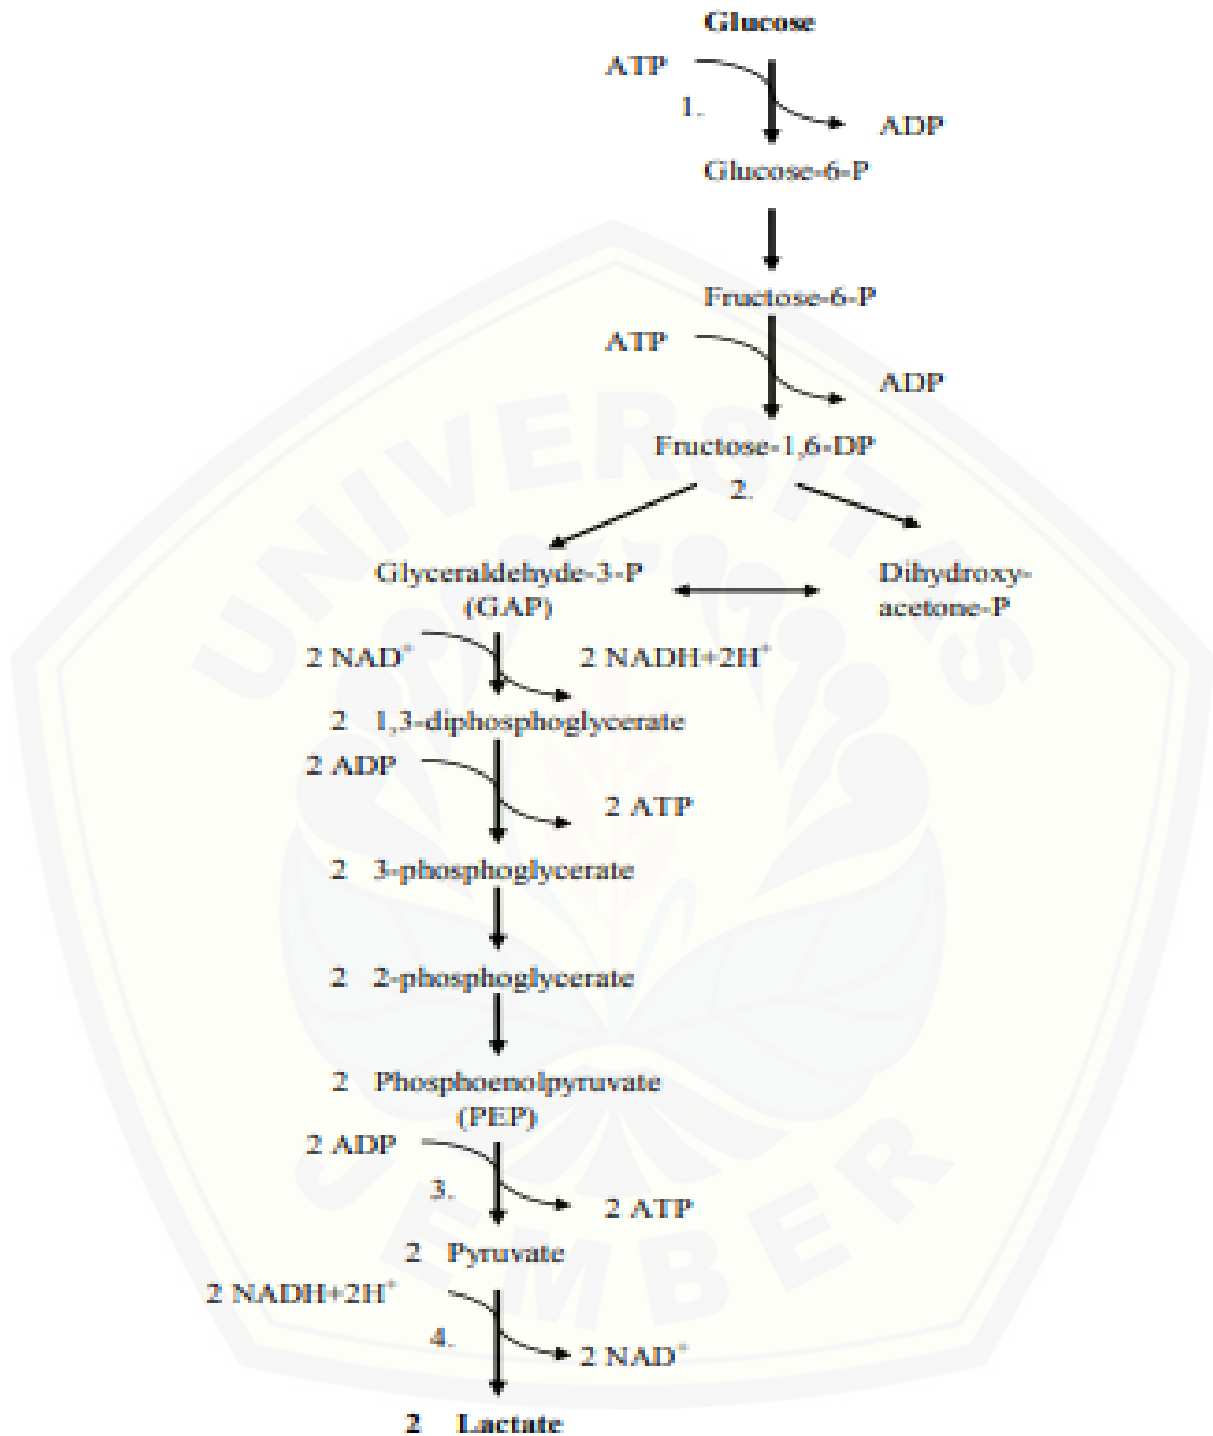 Glucose
ATP
1.
ADP
Glucose-6-P
Fructose-6-P
ATP
ADP
Fructose-1,6-DP
2.
Glyceraldehyde-3-P
(GAP)
Dihydroxy-
acetone-P
2 NAD⁺
2 NADH+2H⁺
2 1,3-diphosphoglycerate
2 ADP
2 ATP
2 3-phosphoglycerate
2 2-phosphoglycerate
2 Phosphoenolpyruvate
(PEP)
2 ADP
3.
2 ATP
2 Pyruvate
2 NADH+2H⁺
4.
2 NAD⁺
2 Lactate
UNIVERSITAS
JEMBER